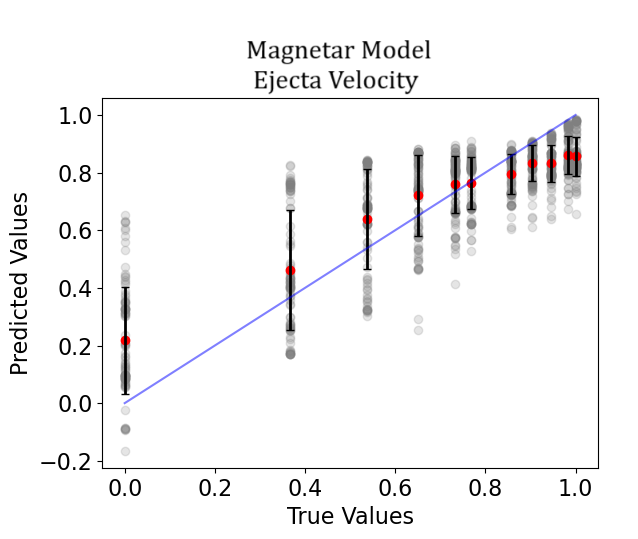 Magnetar Model
Ejecta Velocity
1.0
0.8
0.6
0.4
0.2
0.0
−0.2
Predicted Values
0.0 0.2 0.4 0.6 0.8 1.0
True Values